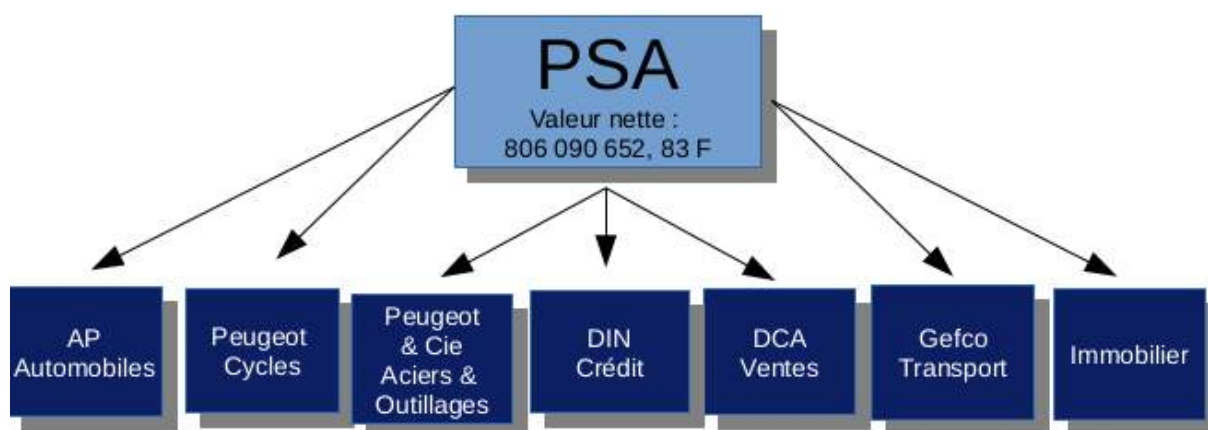 PSA
Valeur nette :
806 090 652, 83 F
AP
Automobiles
Peugeot
Cycles
Peugeot
& Cie
Aciers &
Outillages
DIN
Crédit
DCA
Ventes
Gefco
Transport
Immobilier